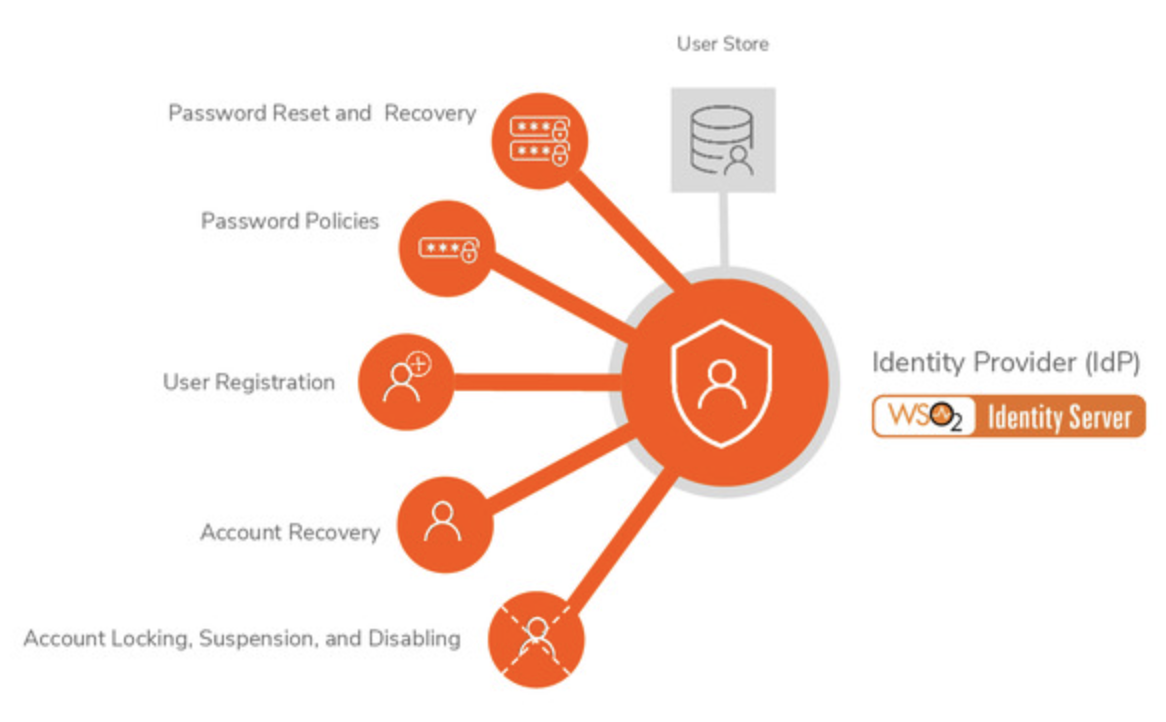 User Store
Password Reset and Recovery
Password Policies
User Registration
Identity Provider (IdP)
WSO2 Identity Server
Account Recovery
Account Locking, Suspension, and Disabling